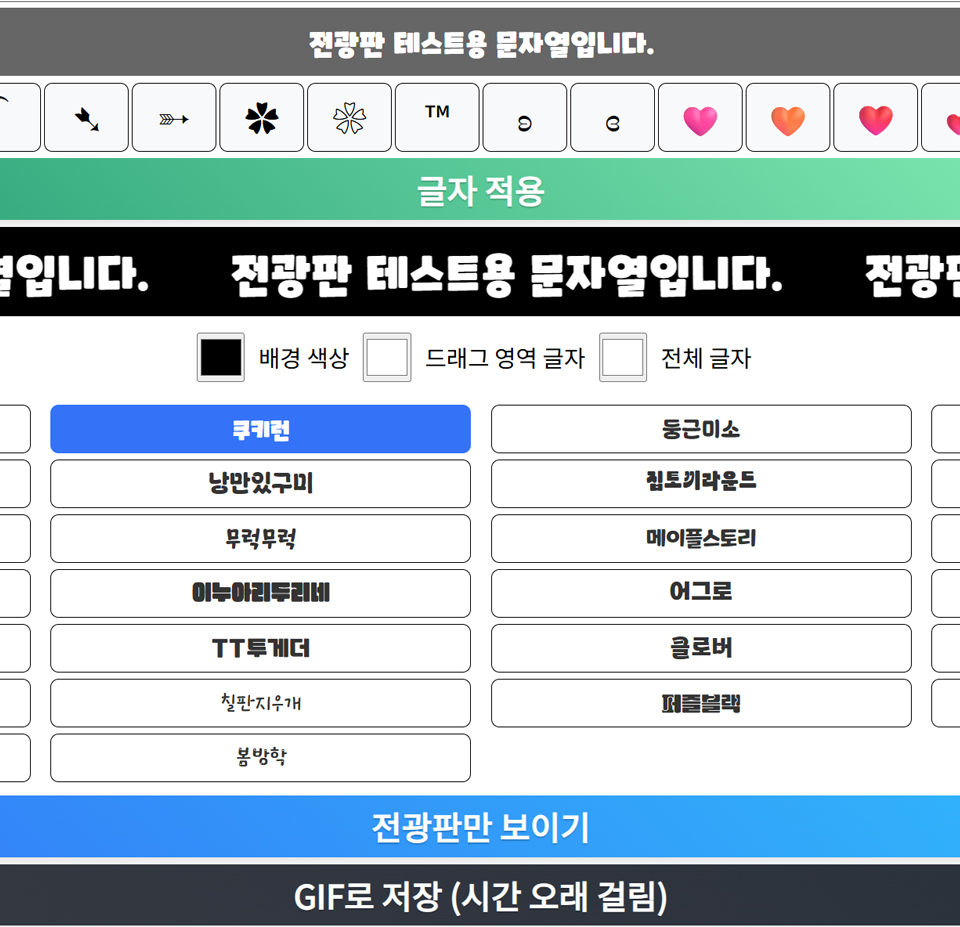 전광판 테스트용 문자열입니다.
™
글자 적용
열입니다. 전광판 테스트용 문자열입니다. 전광판
배경 색상 드래그 영역 글자 전체 글자
쿠키런 둥근미소
낭만있구미 집토끼라운드
무럭무럭 메이플스토리
이누아리두리네 어그로
TT투게더 클로버
칠판지우개 퍼즐블랙
봄방학
전광판만 보이기
GIF로 저장 (시간 오래 걸림)